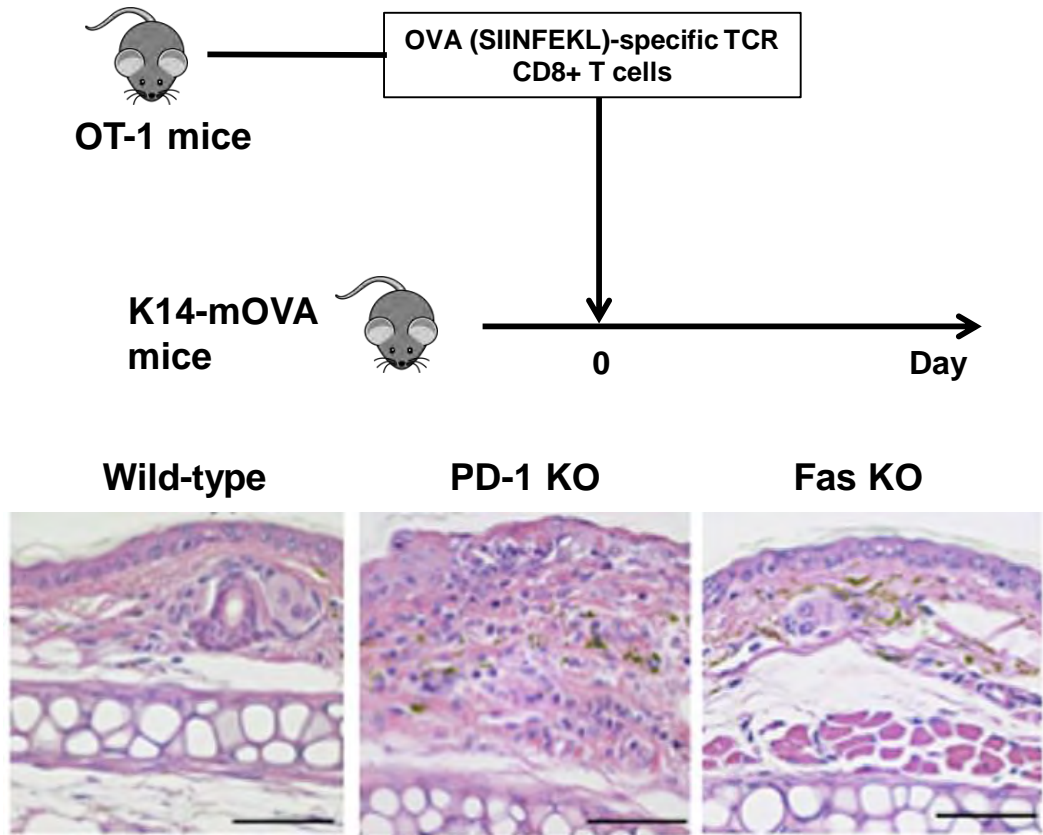 OVA (SIINFEKL)-specific TCR
CD8+ T cells
OT-1 mice
K14-mOVA
mice
0
Day
Wild-type
PD-1 KO
Fas KO